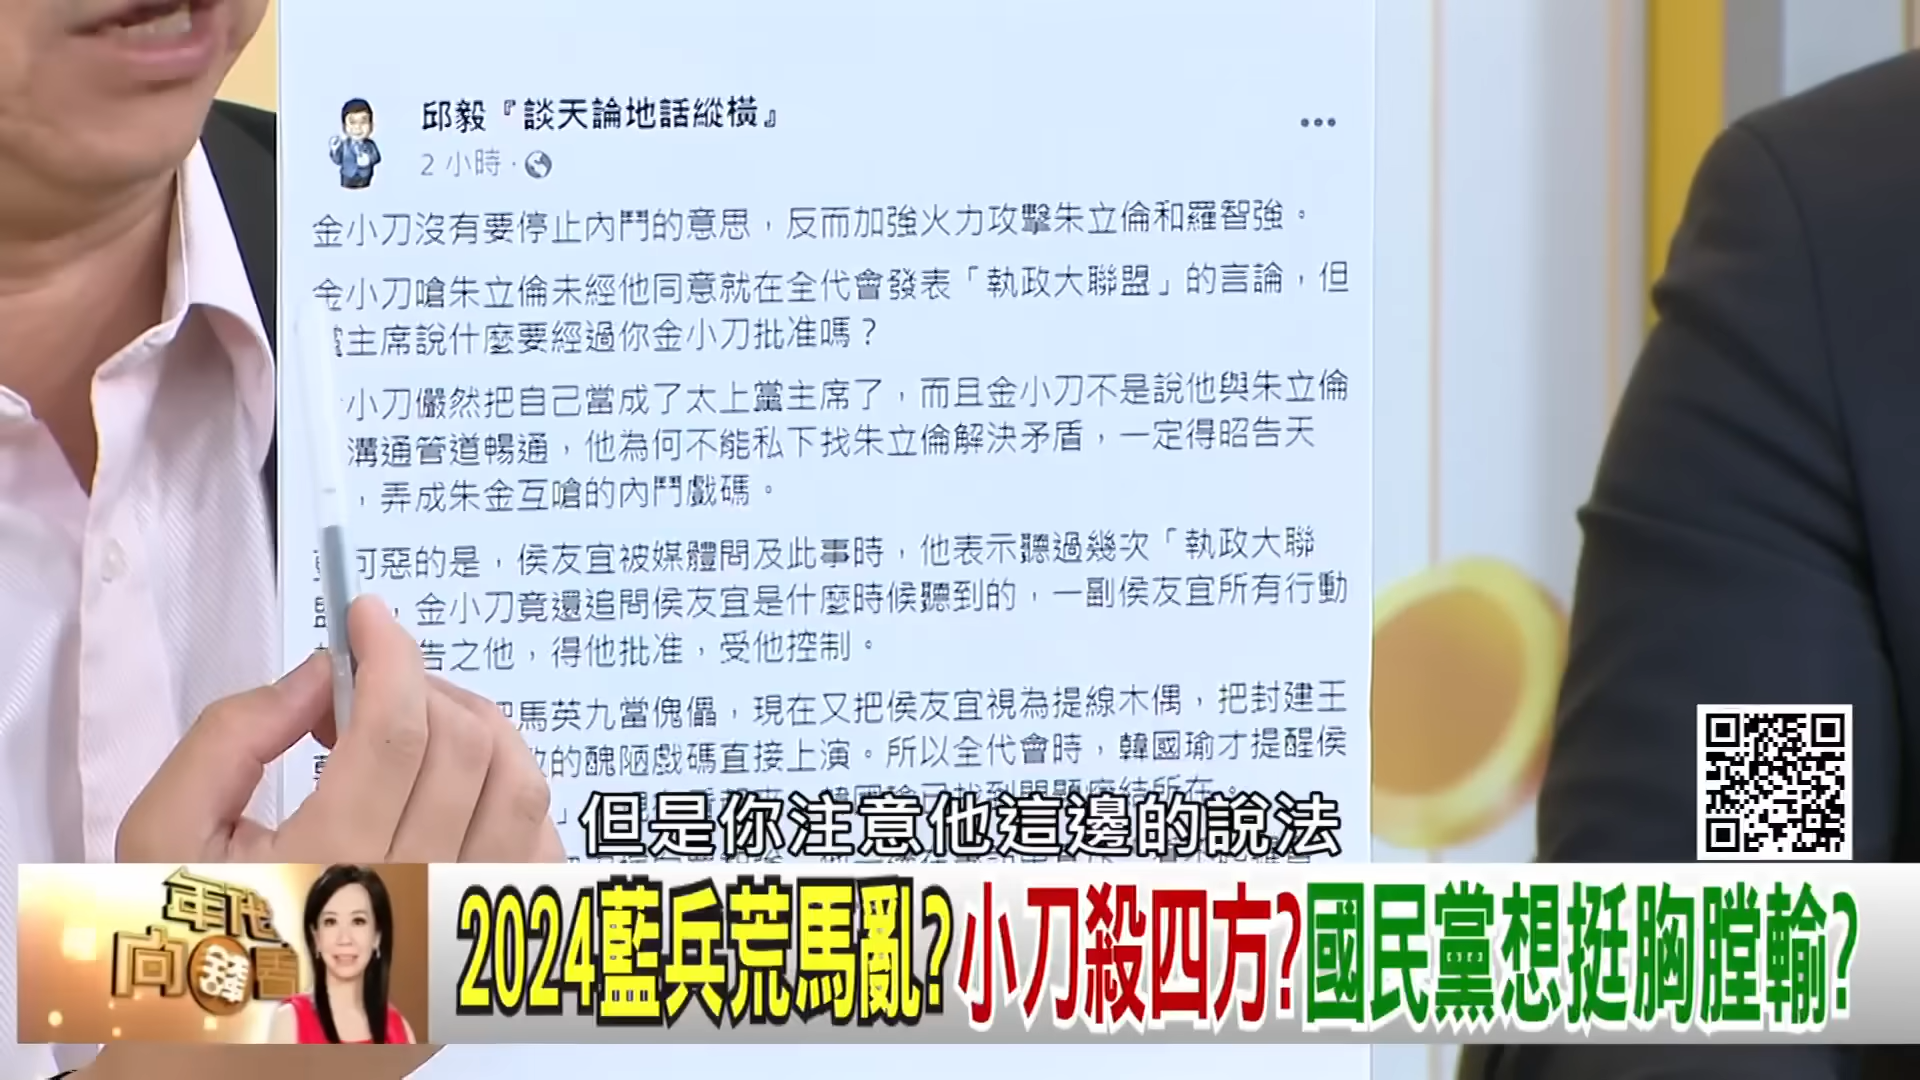 邱毅『談天論地話縱橫』
2 小時
金小刀沒有要停止內鬥的意思，反而加強火力攻擊朱立倫和羅智強。
金小刀嗆朱立倫未經他同意就在全代會發表「執政大聯盟」的言論，但
黨主席說什麼要經過你金小刀批准嗎？
小刀儼然把自己當成了太上黨主席了，而且金小刀不是說他與朱立倫
溝通管道暢通，他為何不能私下找朱立倫解決矛盾，一定得昭告天
，弄成朱金互嗆的內鬥戲碼。
可惡的是，侯友宜被媒體問及此事時，他表示聽過幾次「執政大聯
盟，金小刀竟還追問侯友宜是什麼時候聽到的，一副侯友宜所有行動
告之他，得他批准，受他控制。
把馬英九當傀儡，現在又把侯友宜視為提線木偶，把封建王
的醜陋戲碼直接上演。所以全代會時，韓國瑜才提醒侯
但是你注意他這邊的說法
年代
向錢看
2024藍兵荒馬亂?小刀殺四方?國民黨想挺胸膛輸?